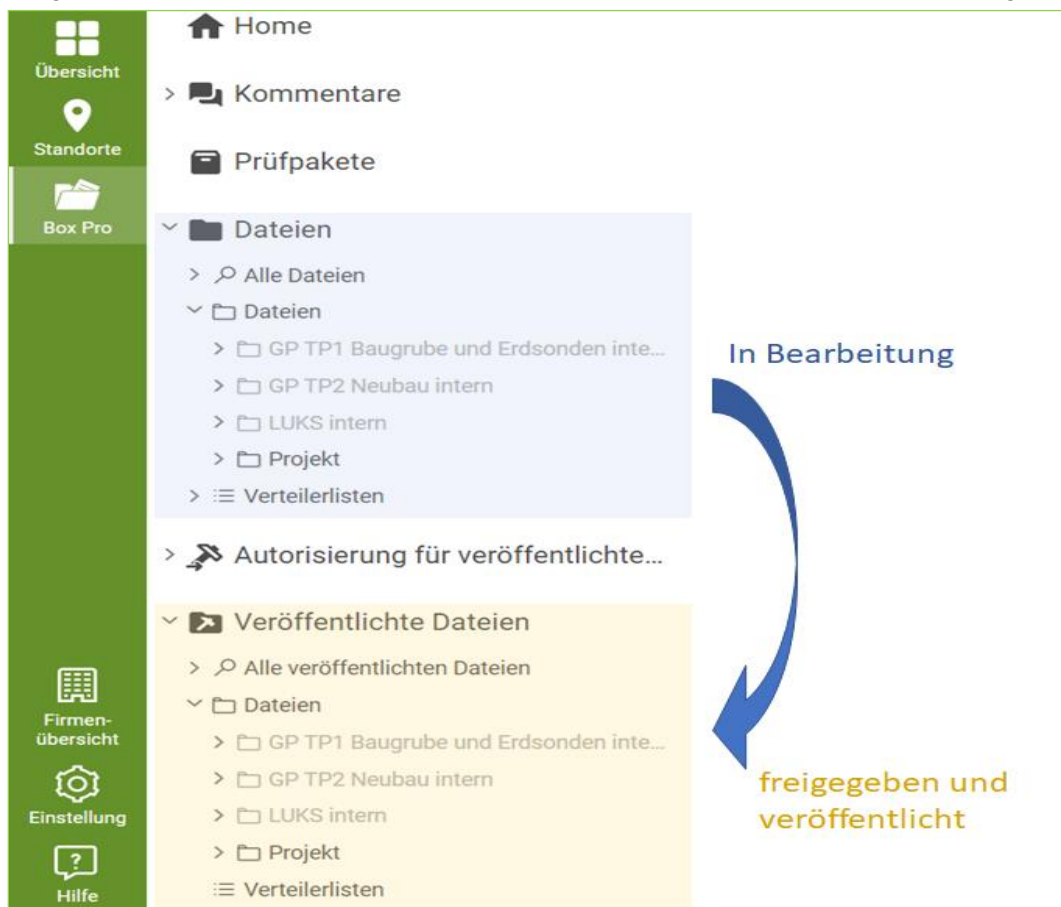 Übersicht
Standorte
Box Pro
Firmen-
übersicht
Einstellung
Hilfe
Home
Kommentare
Prüfpakete
Dateien
Alle Dateien
Dateien
GP TP1 Baugrube und Erdsonden inte...
GP TP2 Neubau intern
LUKS intern
Projekt
Verteilerlisten
Autorisierung für veröffentlichte...
Veröffentlichte Dateien
Alle veröffentlichten Dateien
Dateien
GP TP1 Baugrube und Erdsonden inte...
GP TP2 Neubau intern
LUKS intern
Projekt
Verteilerlisten
In Bearbeitung
freigegeben und
veröffentlicht